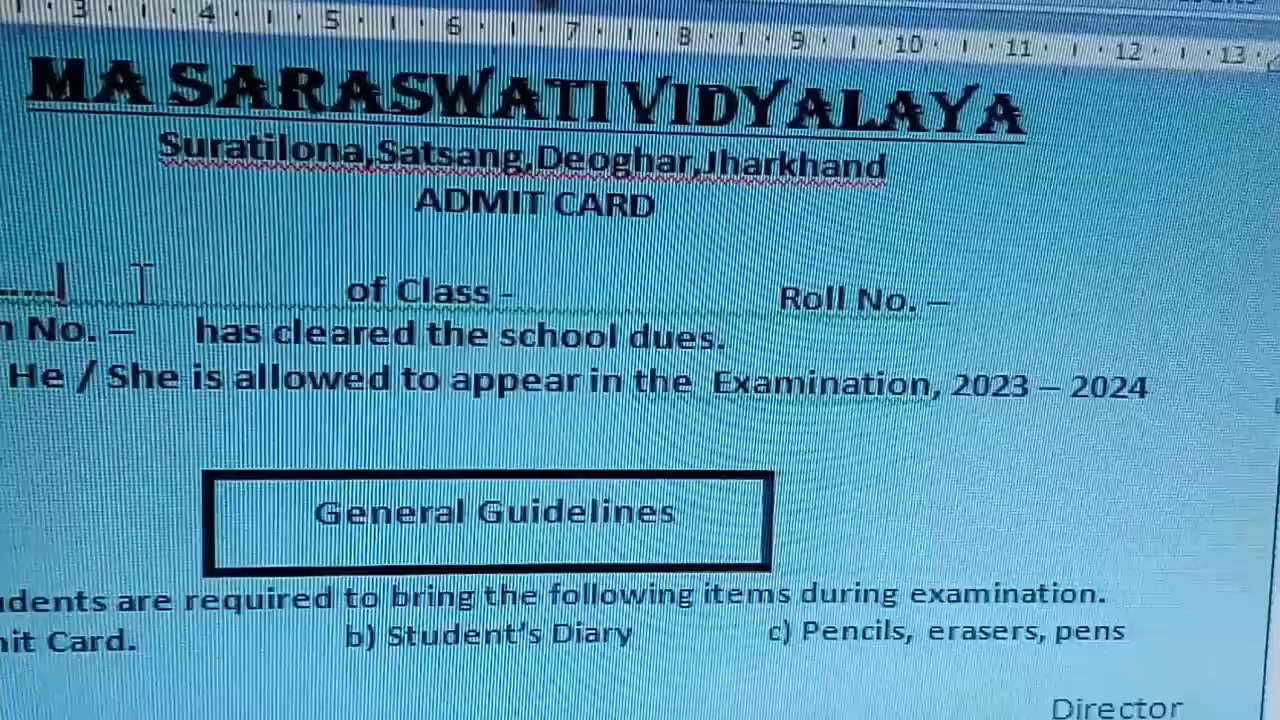 3 4 5 6 7 8 9 10 11 12 13
MA SARASWATI VIDYALAYA
Suratilona,Satsang,Deoghar,Jharkhand
ADMIT CARD
.....of Class - Roll No. –
No. – has cleared the school dues.
He / She is allowed to appear in the Examination, 2023 – 2024
General Guidelines
dents are required to bring the following items during examination.
it Card. b) Student's Diary c) Pencils, erasers, pens
Director